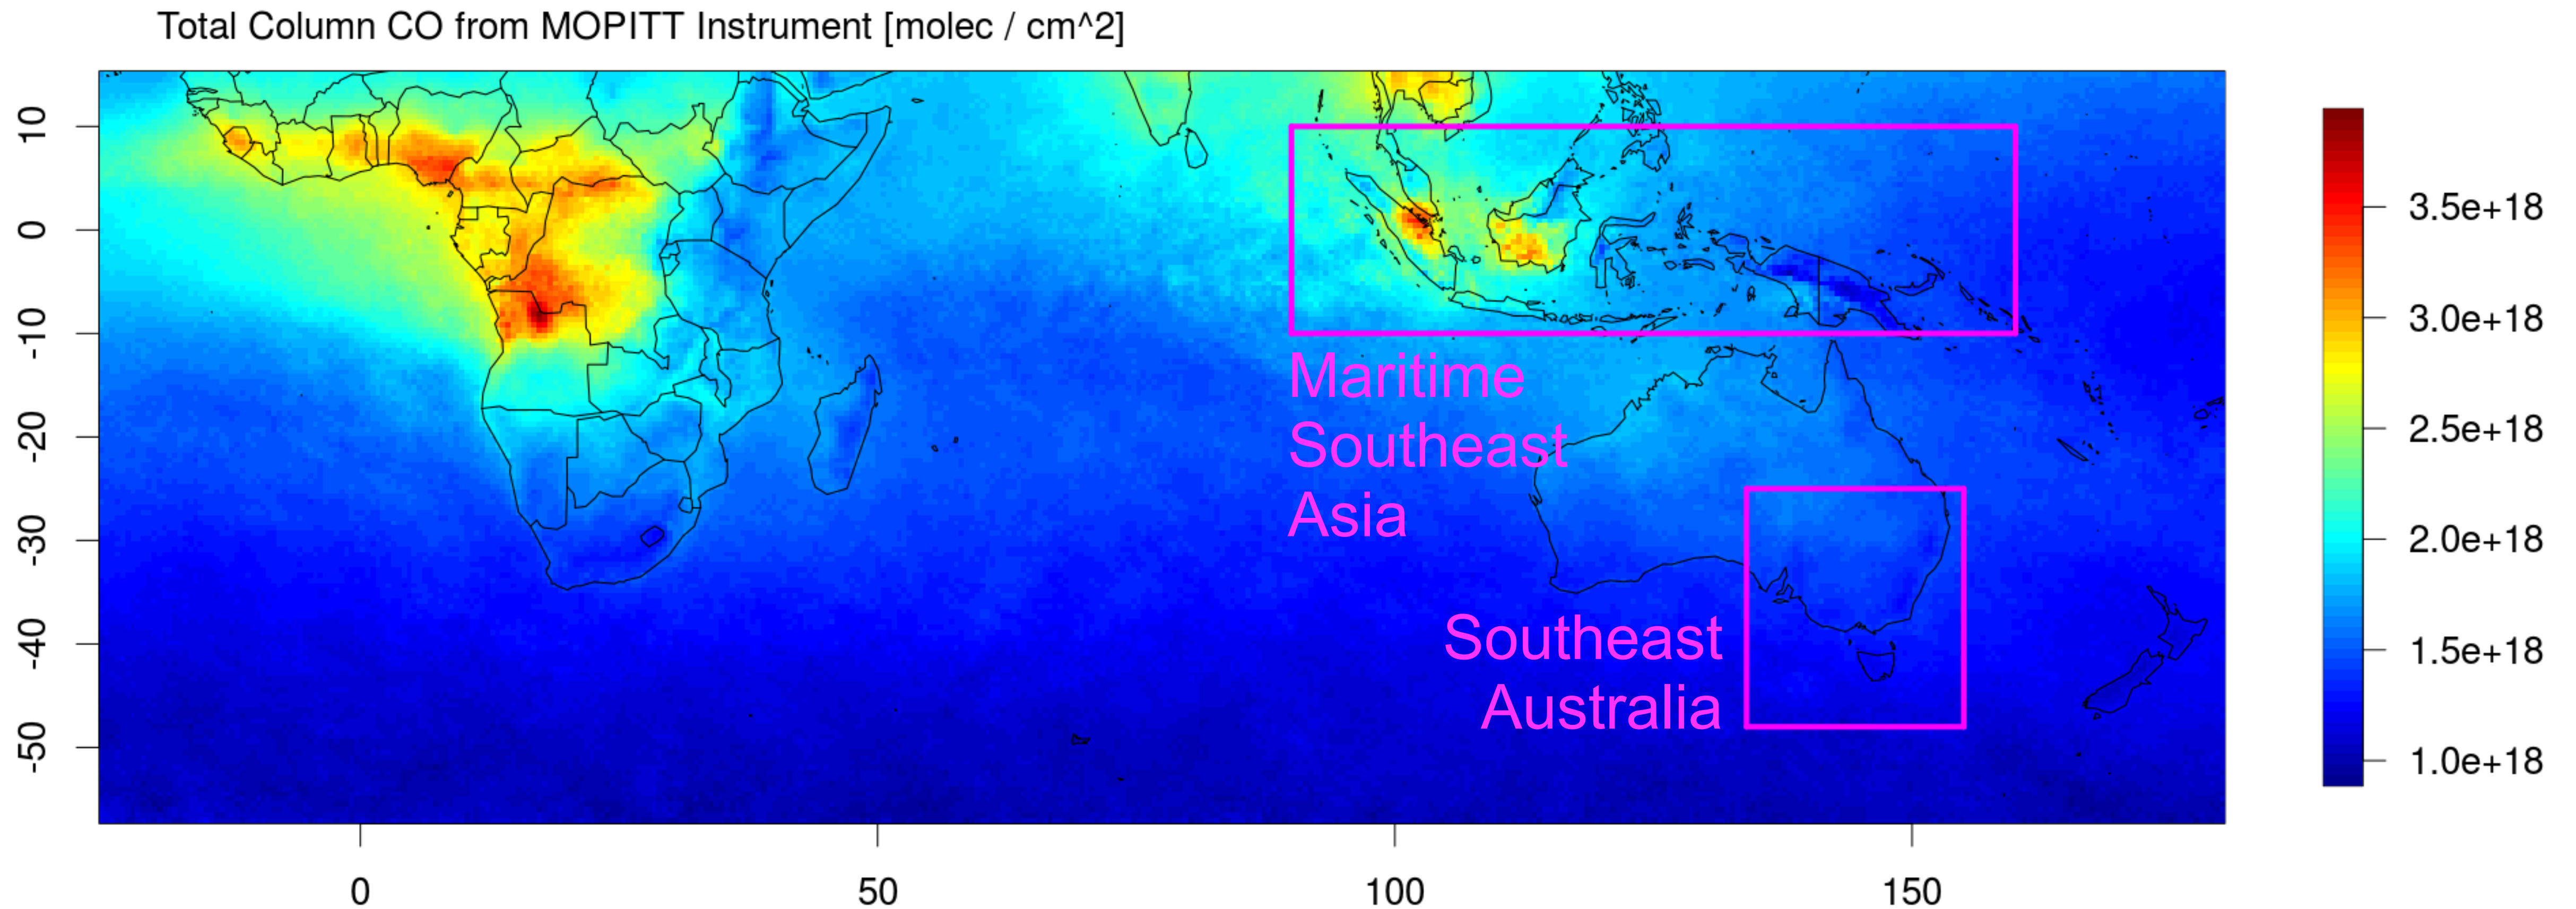 Total Column CO from MOPITT Instrument [molec / cm^2]
10
0
-10
-20
-30
-40
-50
Maritime
Southeast
Asia
Southeast
Australia
0
50
100
150
3.5e+18
3.0e+18
2.5e+18
2.0e+18
1.5e+18
1.0e+18